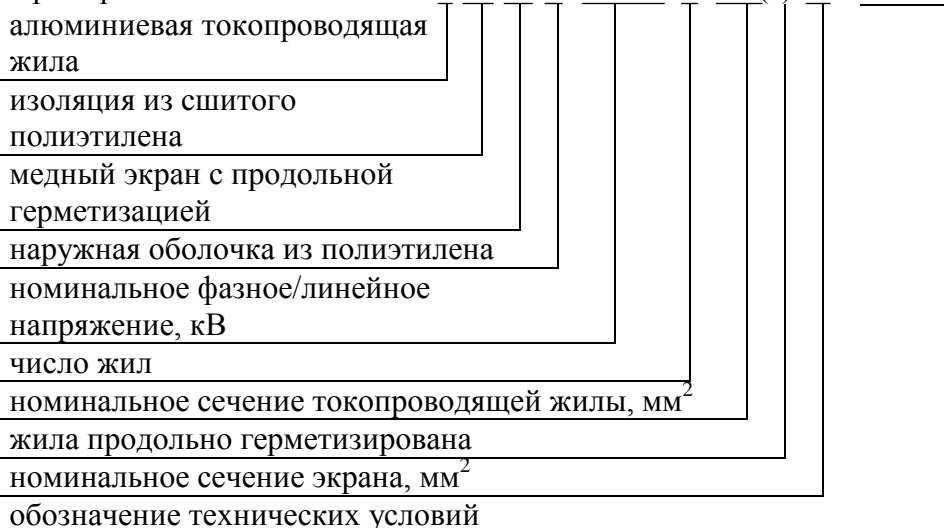 алюминиевая токопроводящая
жила
изоляция из сшитого
полиэтилена
медный экран с продольной
герметизацией
наружная оболочка из полиэтилена
номинальное фазное/линейное
напряжение, кВ
число жил
номинальное сечение токопроводящей жилы, мм²
жила продольно герметизирована
номинальное сечение экрана, мм²
обозначение технических условий